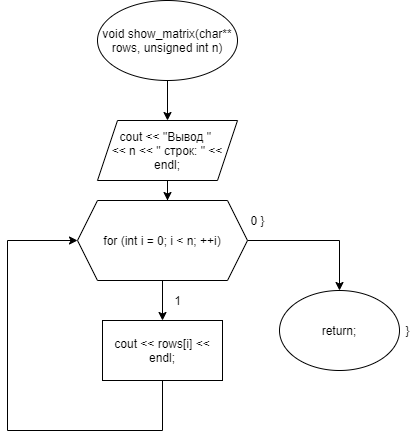 void show_matrix(char**
rows, unsigned int n)
cout << "Вывод "
<< n << " строк: " <<
endl;
for (int i = 0; i < n; ++i)
0 }
1
cout << rows[i] <<
endl;
return;
}